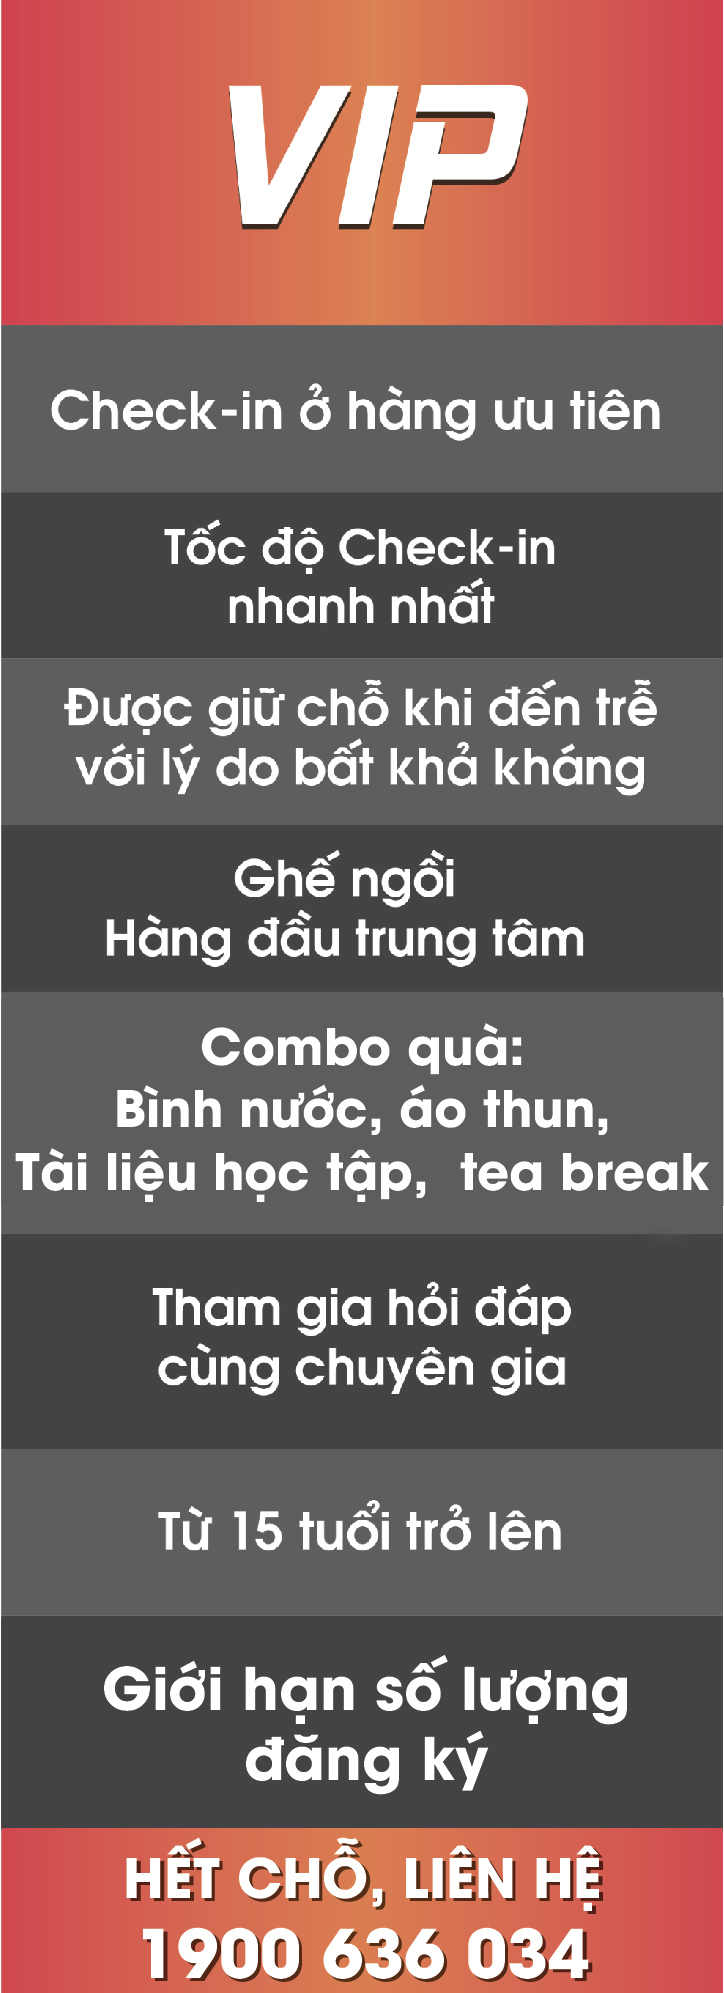 VIP
Check-in ở hàng ưu tiên
Tốc độ Check-in
nhanh nhất
Được giữ chỗ khi đến trễ
với lý do bất khả kháng
Ghế ngồi
Hàng đầu trung tâm
Combo quà:
Bình nước, áo thun,
Tài liệu học tập, tea break
Tham gia hỏi đáp
cùng chuyên gia
Từ 15 tuổi trở lên
Giới hạn số lượng
đăng ký
HẾT CHỖ, LIÊN HỆ
1900 636 034